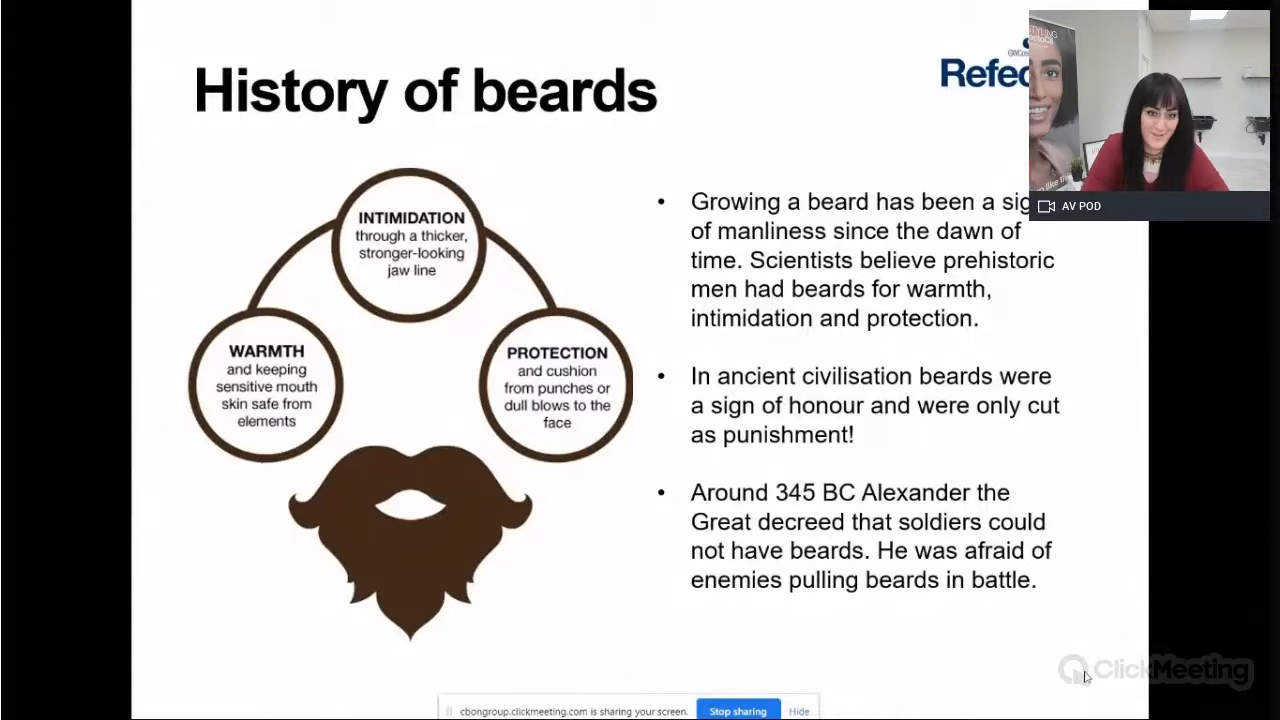 History of beards
Refec
INTIMIDATION
through a thicker,
stronger-looking
jaw line
WARMTH
and keeping
sensitive mouth
skin safe from
elements
PROTECTION
and cushion
from punches or
dull blows to the
face
• Growing a beard has been a sig
of manliness since the dawn of
time. Scientists believe prehistoric
men had beards for warmth,
intimidation and protection.
• In ancient civilisation beards were
a sign of honour and were only cut
as punishment!
• Around 345 BC Alexander the
Great decreed that soldiers could
not have beards. He was afraid of
enemies pulling beards in battle.
AV POD
ClickMeeting
cbongroup.clickmeeting.com is sharing your screen.
Stop sharing
Hide